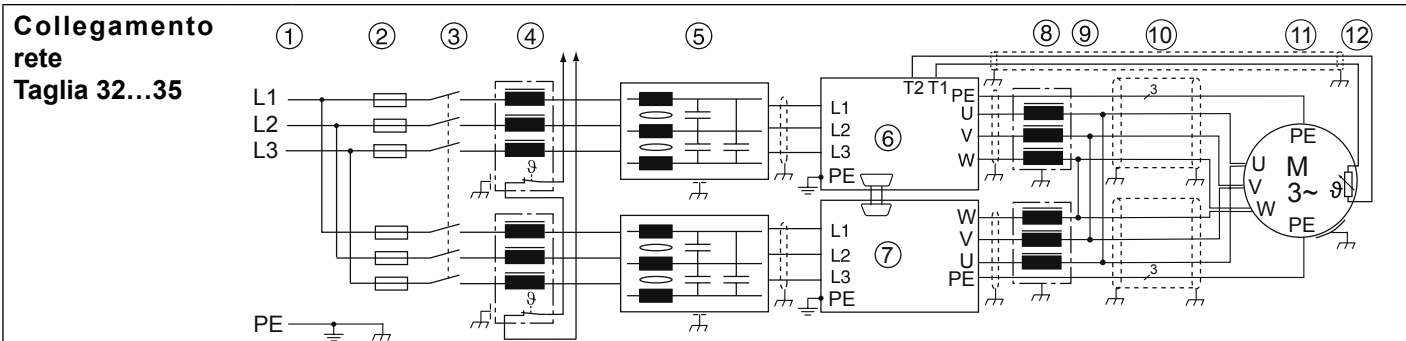 Collegamento
rete
Taglia 32...35
① ② ③ ④ ⑤ ⑧ ⑨ ⑩ ⑪ ⑫
T2 T1
L1
L2
L3
ϑ
L1
L2
L3
PE
⑥
PE
U
V
W
3
PE
U
V
W
M
3~
ϑ
PE
L1
L2
L3
PE
⑦
W
V
U
PE
3
ϑ
PE